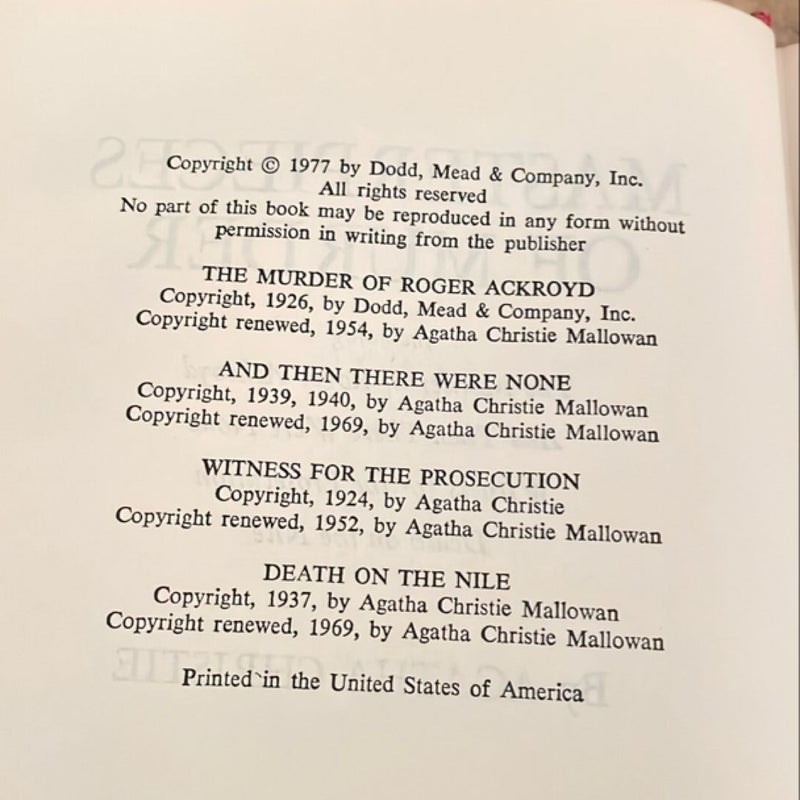 Copyright © 1977 by Dodd, Mead & Company, Inc.
All rights reserved
No part of this book may be reproduced in any form without
permission in writing from the publisher
THE MURDER OF ROGER ACKROYD
Copyright, 1926, by Dodd, Mead & Company, Inc.
Copyright renewed, 1954, by Agatha Christie Mallowan
AND THEN THERE WERE NONE
Copyright, 1939, 1940, by Agatha Christie Mallowan
Copyright renewed, 1969, by Agatha Christie Mallowan
WITNESS FOR THE PROSECUTION
Copyright, 1924, by Agatha Christie
Copyright renewed, 1952, by Agatha Christie Mallowan
DEATH ON THE NILE
Copyright, 1937, by Agatha Christie Mallowan
Copyright renewed, 1969, by Agatha Christie Mallowan
Printed in the United States of America